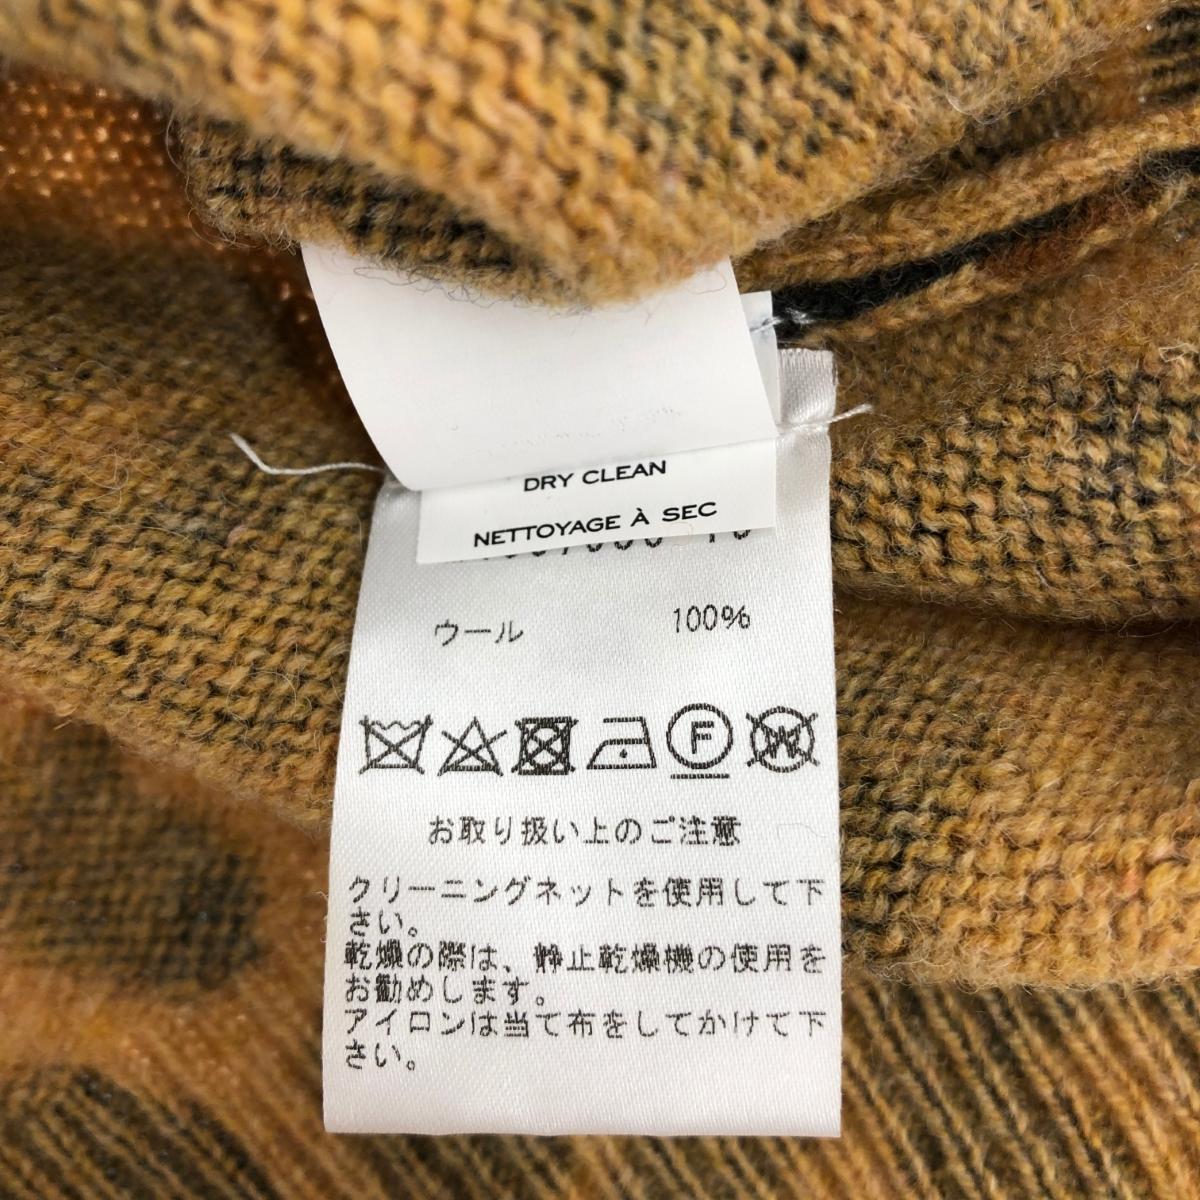 DRY CLEAN
NETTOYAGE À SEC
ウール 100%
F W
お取り扱い上のご注意
クリーニングネットを使用して下
さい。
乾燥の際は、静止乾燥機の使用を
お勧めします。
アイロンは当て布をしてかけて下
さい。